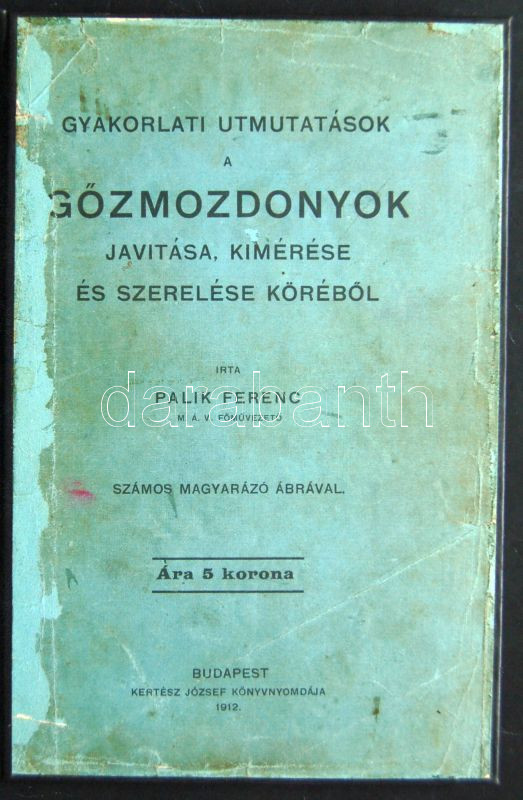 GYAKORLATI UTMUTATÁSOK
A
GŐZMOZDONYOK
JAVITÁSA, KIMÉRÉSE
ÉS SZERELÉSE KÖRÉBŐL
IRTA
PALIK FERENC
M. Á. V. FŐMŰVEZETŐ
darabanth
SZÁMOS MAGYARÁZÓ ÁBRÁVAL.
Ára 5 korona
BUDAPEST
KERTÉSZ JÓZSEF KÖNYVNYOMDÁJA
1912.